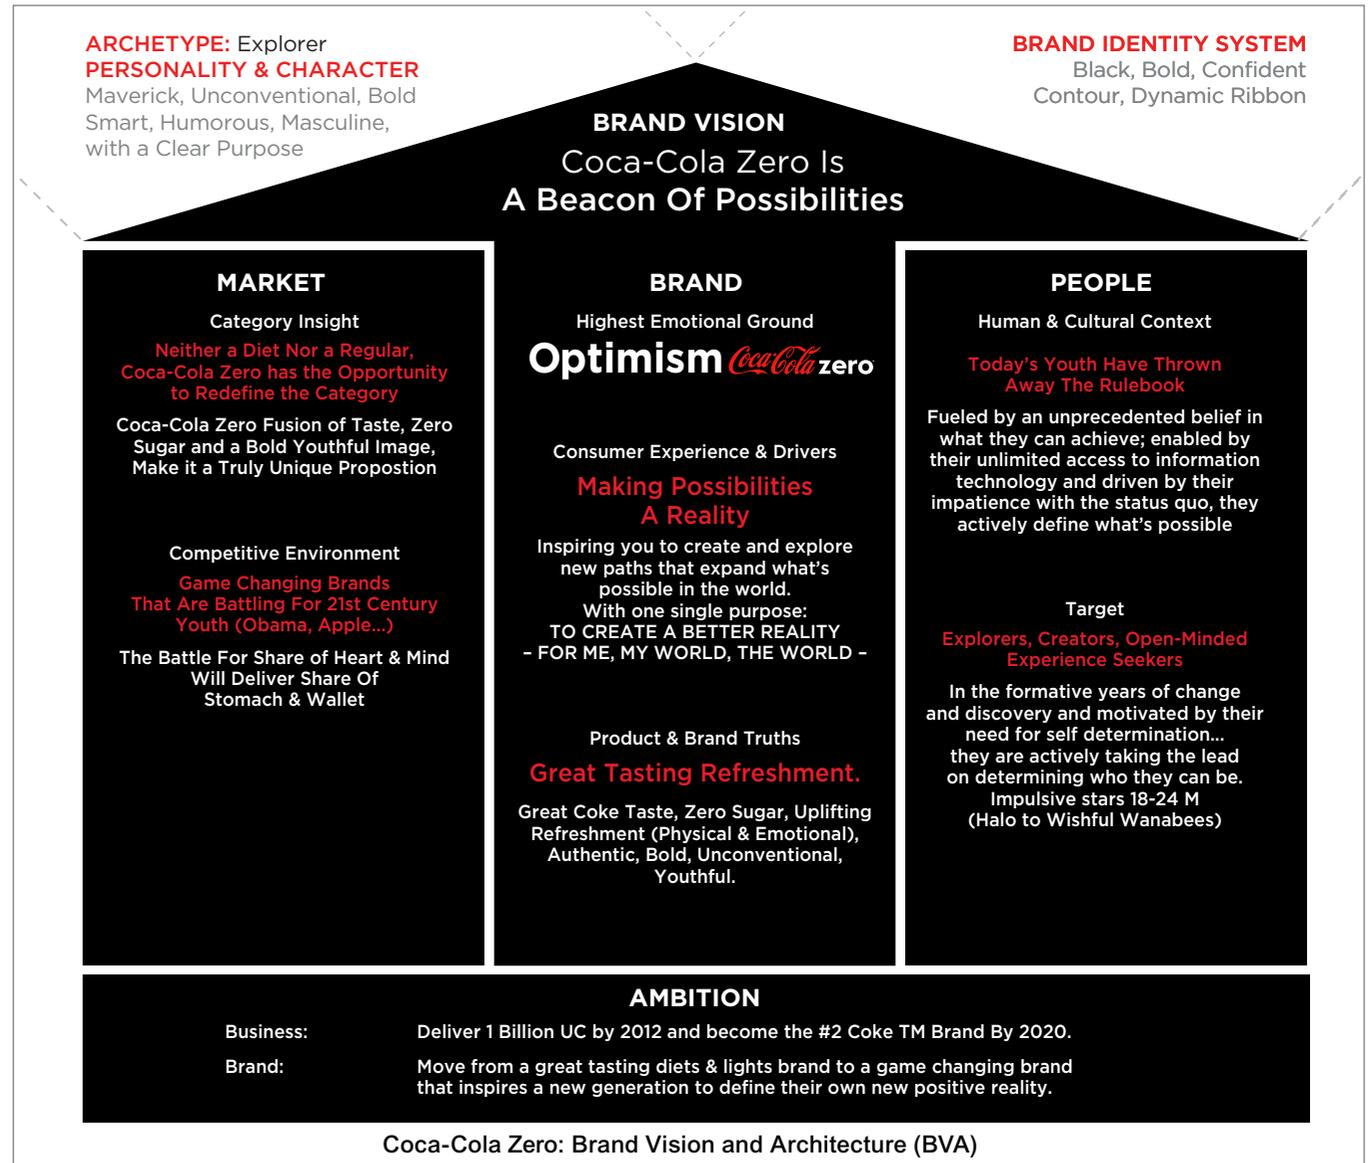 ARCHETYPE: Explorer
PERSONALITY & CHARACTER
Maverick, Unconventional, Bold
Smart, Humorous, Masculine,
with a Clear Purpose
BRAND IDENTITY SYSTEM
Black, Bold, Confident
Contour, Dynamic Ribbon
BRAND VISION
Coca-Cola Zero Is
A Beacon Of Possibilities
MARKET
Category Insight
Neither a Diet Nor a Regular,
Coca-Cola Zero has the Opportunity
to Redefine the Category
Coca-Cola Zero Fusion of Taste, Zero
Sugar and a Bold Youthful Image,
Make it a Truly Unique Propostion
Competitive Environment
Game Changing Brands
That Are Battling For 21st Century
Youth (Obama, Apple...)
The Battle For Share of Heart & Mind
Will Deliver Share Of
Stomach & Wallet
BRAND
Highest Emotional Ground
Optimism Coca-Cola zero
Consumer Experience & Drivers
Making Possibilities
A Reality
Inspiring you to create and explore
new paths that expand what's
possible in the world.
With one single purpose:
TO CREATE A BETTER REALITY
– FOR ME, MY WORLD, THE WORLD –
Product & Brand Truths
Great Tasting Refreshment.
Great Coke Taste, Zero Sugar, Uplifting
Refreshment (Physical & Emotional),
Authentic, Bold, Unconventional,
Youthful.
PEOPLE
Human & Cultural Context
Today's Youth Have Thrown
Away The Rulebook
Fueled by an unprecedented belief in
what they can achieve; enabled by
their unlimited access to information
technology and driven by their
impatience with the status quo, they
actively define what's possible
Target
Explorers, Creators, Open-Minded
Experience Seekers
In the formative years of change
and discovery and motivated by their
need for self determination...
they are actively taking the lead
on determining who they can be.
Impulsive stars 18-24 M
(Halo to Wishful Wanabees)
AMBITION
Business: Deliver 1 Billion UC by 2012 and become the #2 Coke TM Brand By 2020.
Brand: Move from a great tasting diets & lights brand to a game changing brand
that inspires a new generation to define their own new positive reality.
Coca-Cola Zero: Brand Vision and Architecture (BVA)